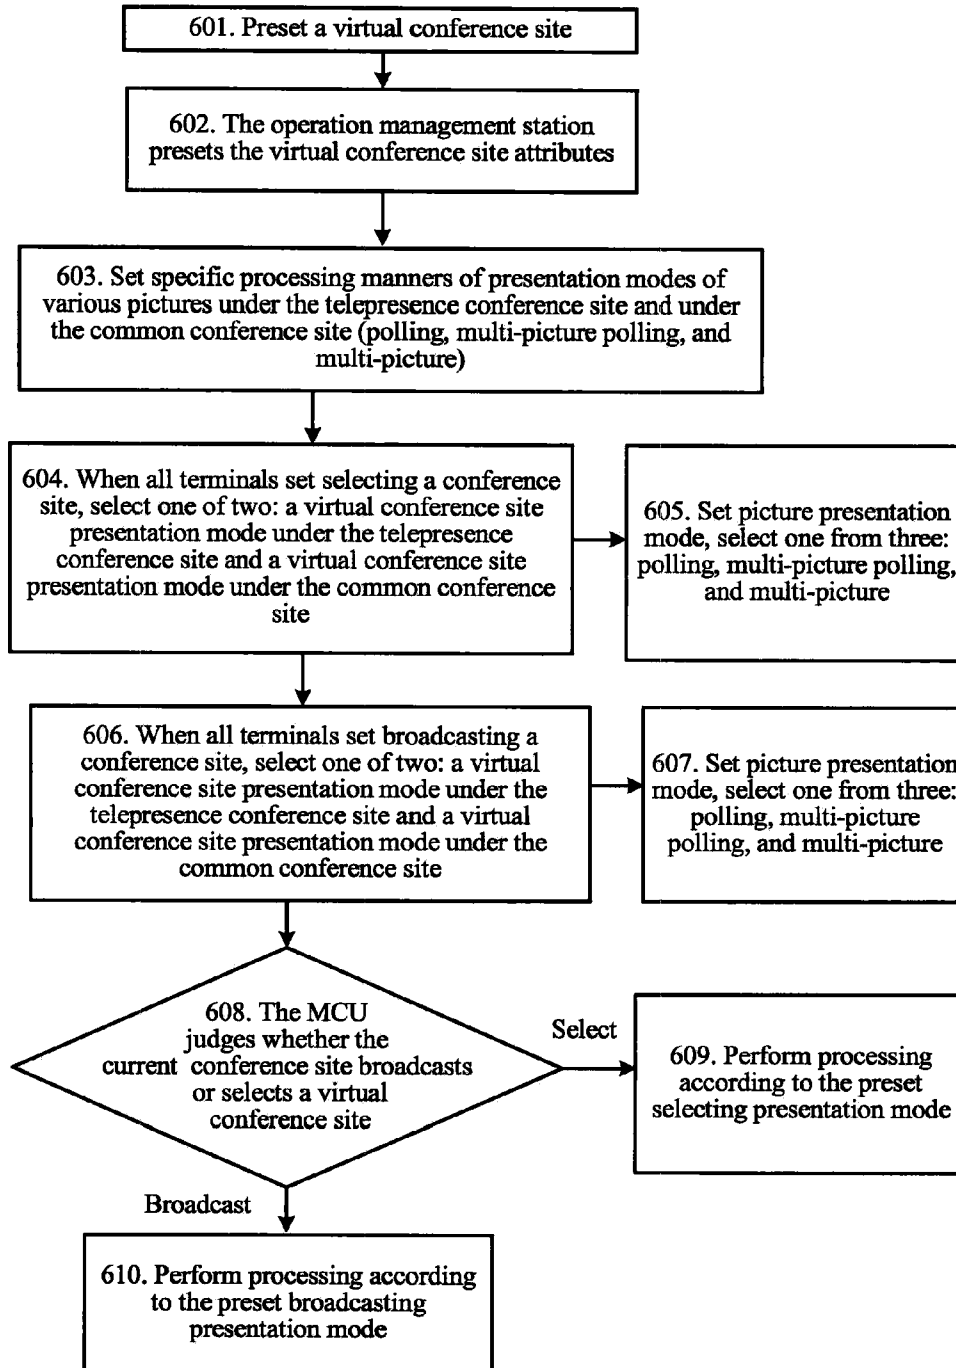 601. Preset a virtual conference site
602. The operation management station
presets the virtual conference site attributes
603. Set specific processing manners of presentation modes of
various pictures under the telepresence conference site and under
the common conference site (polling, multi-picture polling, and
multi-picture)
604. When all terminals set selecting a conference
site, select one of two: a virtual conference site
presentation mode under the telepresence
conference site and a virtual conference site
presentation mode under the common conference
site
605. Set picture presentation
mode, select one from three:
polling, multi-picture polling,
and multi-picture
606. When all terminals set broadcasting a
conference site, select one of two: a virtual
conference site presentation mode under the
telepresence conference site and a virtual
conference site presentation mode under the
common conference site
607. Set picture presentation
mode, select one from three:
polling, multi-picture
polling, and multi-picture
608. The MCU
judges whether the
current conference site broadcasts
or selects a virtual
conference site
Select
609. Perform processing
according to the preset
selecting presentation mode
Broadcast
610. Perform processing according
to the preset broadcasting
presentation mode